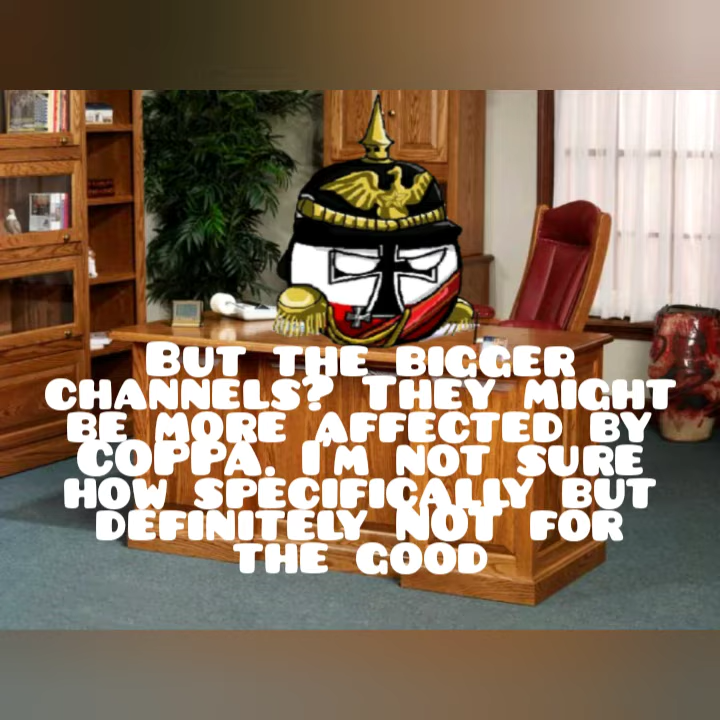 But the bigger
channels? They might
be more affected by
COPPA. I'm not sure
how specifically but
definitely NOT for
the good